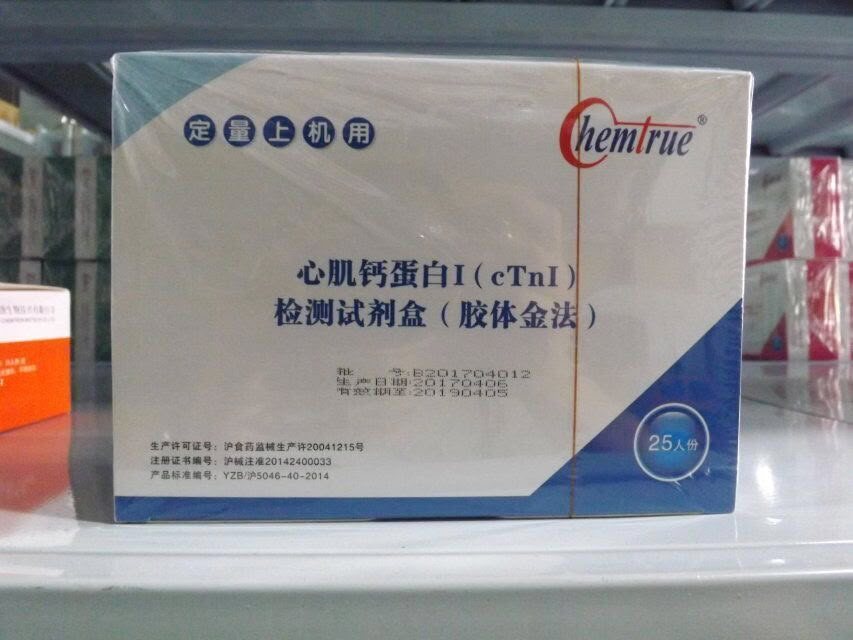 定量上机用
Chemtrue®
心肌钙蛋白I(cTnI)
检测试剂盒(胶体金法)
批 号:B201704012
生产日期:20170406
有效期至:20190405
生产许可证号:沪食药监械生产许20041215号
注册证书编号:沪械注准20142400033
产品标准编号:YZB/沪5046-40-2014
25人份